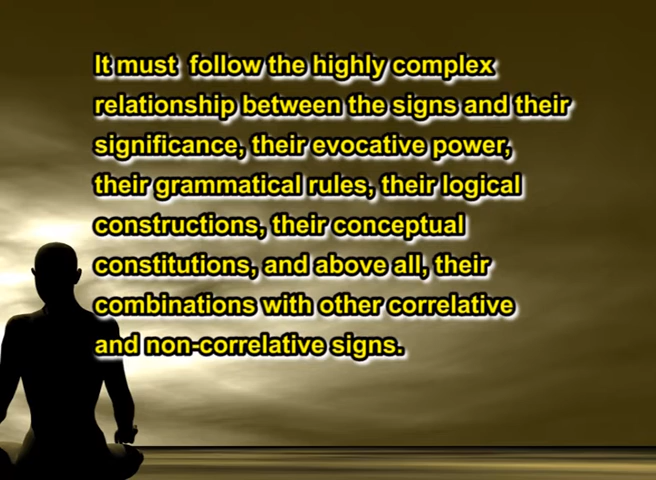 It must  follow the highly complex
relationship between the signs and their
significance, their evocative power,
their grammatical rules, their logical
constructions, their conceptual
constitutions, and above all, their
combinations with other correlative
and non-correlative signs.